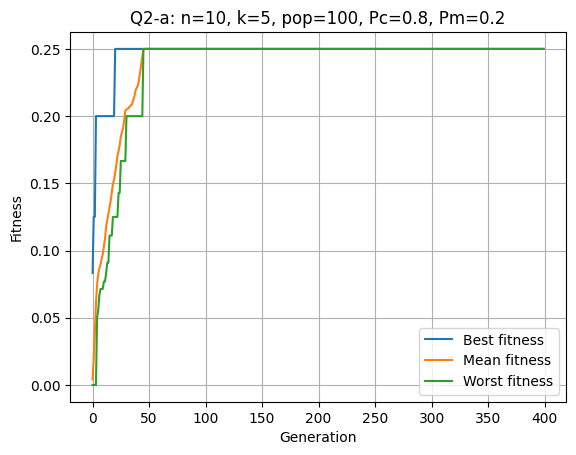 Q2-a: n=10, k=5, pop=100, Pc=0.8, Pm=0.2
Fitness
0.25
0.20
0.15
0.10
0.05
0.00
Best fitness
Mean fitness
Worst fitness
0 50 100 150 200 250 300 350 400
Generation